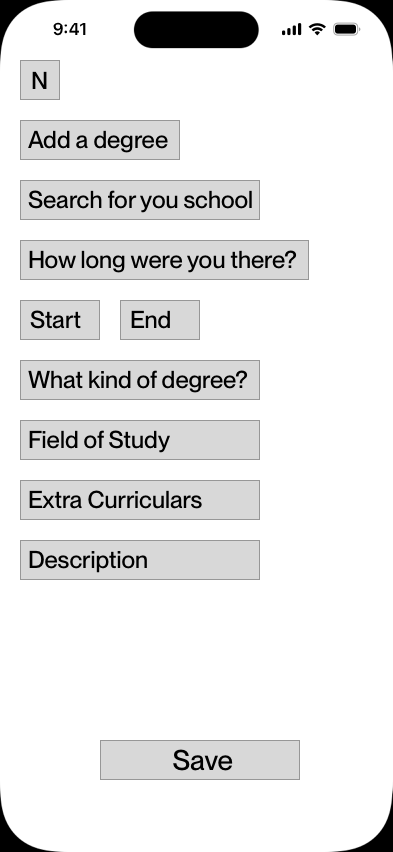 9:41
N
Add a degree
Search for you school
How long were you there?
Start End
What kind of degree?
Field of Study
Extra Curriculars
Description
Save